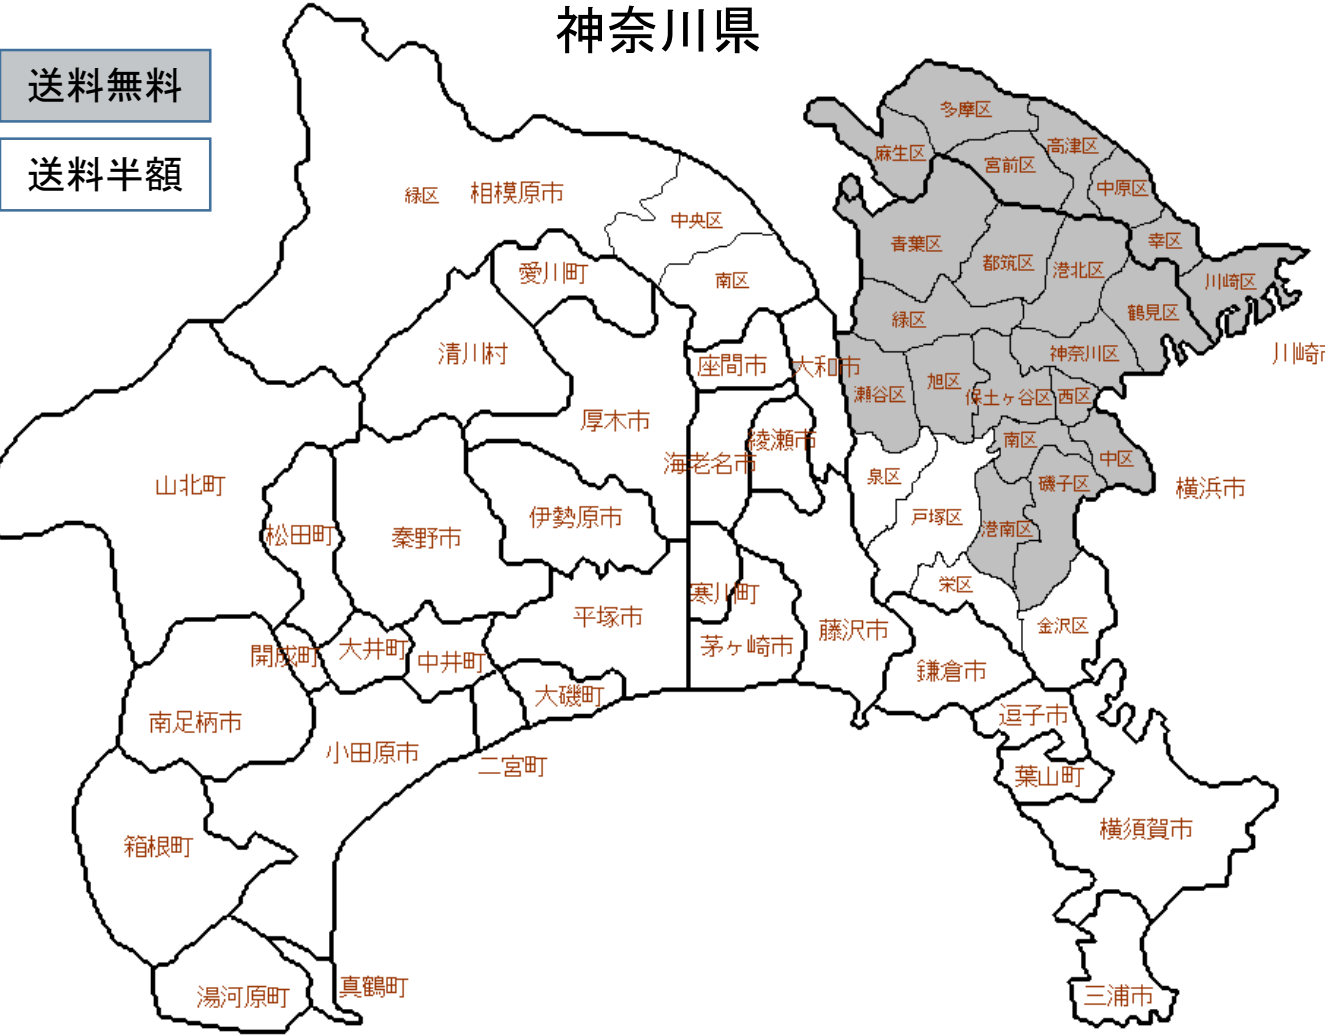 神奈川県
送料無料
送料半額
多摩区
麻生区
宮前区
高津区
中原区
幸区
川崎区
川崎市
青葉区
都筑区
港北区
鶴見区
緑区
神奈川区
瀬谷区
旭区
保土ヶ谷区
西区
南区
中区
磯子区
港南区
泉区
戸塚区
栄区
金沢区
横浜市
緑区
相模原市
中央区
南区
愛川町
清川村
座間市
大和市
厚木市
海老名市
綾瀬市
山北町
松田町
秦野市
伊勢原市
寒川町
平塚市
茅ヶ崎市
藤沢市
鎌倉市
開成町
大井町
中井町
大磯町
南足柄市
小田原市
二宮町
逗子市
葉山町
横須賀市
箱根町
湯河原町
真鶴町
三浦市